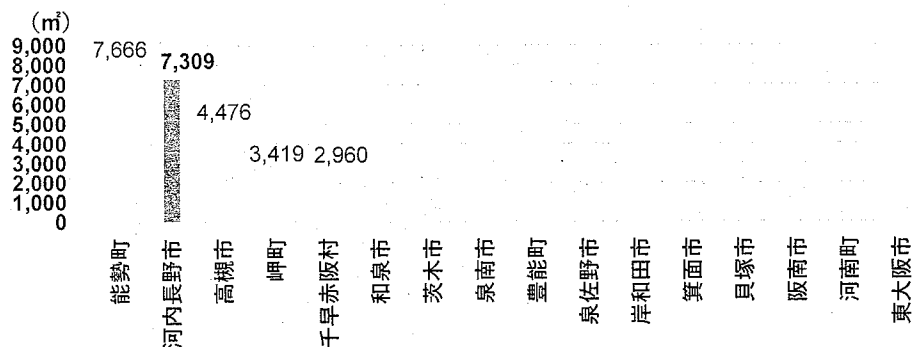 (㎡)
9,000
8,000
7,000
6,000
5,000
4,000
3,000
2,000
1,000
0
7,666
7,309
4,476
3,419
2,960
能勢町
河内長野市
高槻市
岬町
千早赤阪村
和泉市
茨木市
泉南市
豊能町
泉佐野市
岸和田市
箕面市
貝塚市
阪南市
河南町
東大阪市